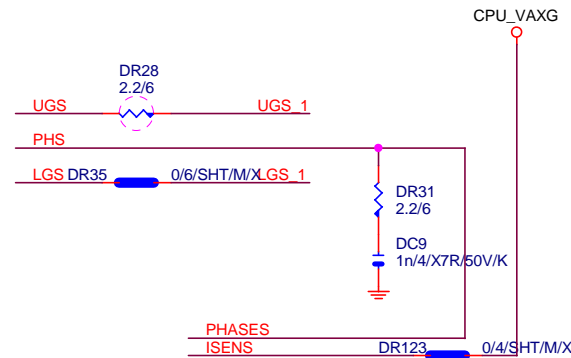 CPU_VAXG
DR28
2.2/6
UGS
UGS_1
PHS
LGS
DR35
0/6/SHT/M/X
LGS_1
DR31
2.2/6
DC9
1n/4/X7R/50V/K
PHASES
ISENS
DR123
0/4/SHT/M/X